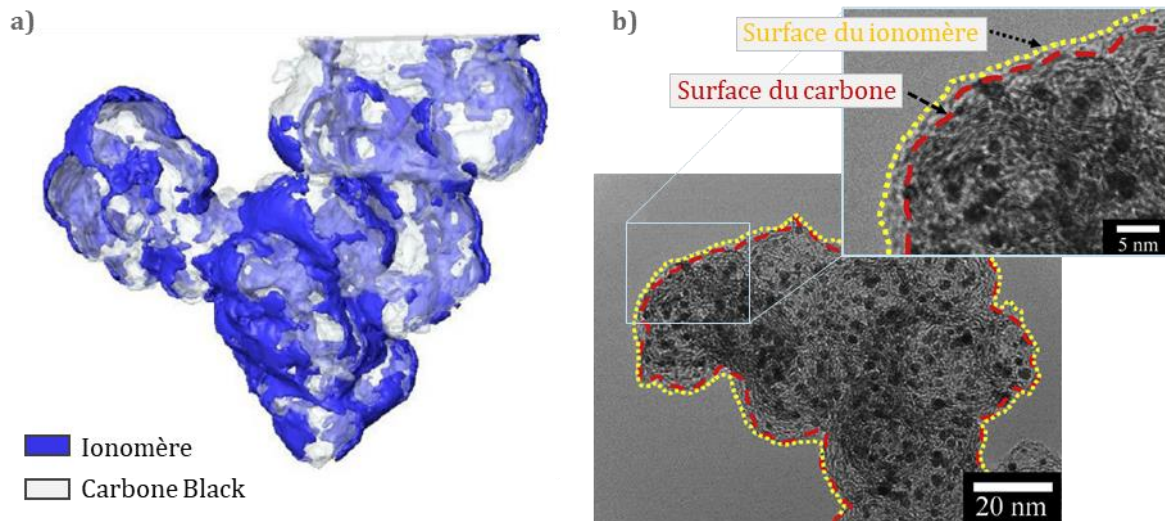 a)
Ionomère
Carbone Black
b)
Surface du ionomère
Surface du carbone
5 nm
20 nm